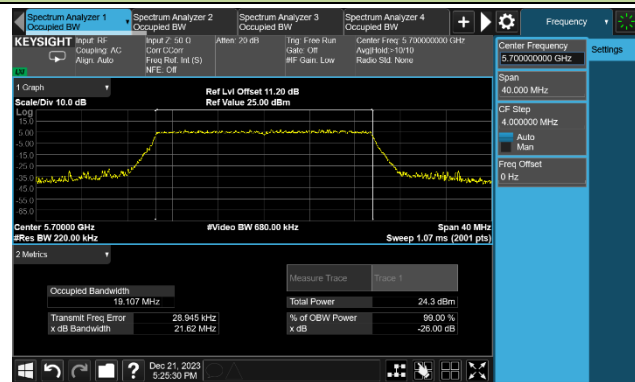 Spectrum Analyzer 1
Occupied BW
Spectrum Analyzer 2
Occupied BW
Spectrum Analyzer 3
Occupied BW
Spectrum Analyzer 4
Occupied BW
Frequency
KEYSIGHT
Input: RF
Coupling: AC
Align: Auto
Input Z: 50 Ω
Corr CCorr
Freq Ref: Int (S)
NFE: Off
Atten: 20 dB
Trig: Free Run
Gate: Off
#IF Gain: Low
Center Freq: 5.700000000 GHz
Avg|Hold:>10/10
Radio Std: None
Center Frequency
5.700000000 GHz
Settings
Span
40.000 MHz
CF Step
4.000000 MHz
Auto
Man
Freq Offset
0 Hz
1 Graph
Scale/Div 10.0 dB
Ref Lvl Offset 11.20 dB
Ref Value 25.00 dBm
Log
15.0
5.00
-5.00
-15.0
-25.0
-35.0
-45.0
-55.0
-65.0
Center 5.70000 GHz
#Res BW 220.00 kHz
#Video BW 680.00 kHz
Span 40 MHz
Sweep 1.07 ms (2001 pts)
2 Metrics
Measure Trace
Trace 1
Occupied Bandwidth
19.107 MHz
Total Power
24.3 dBm
Transmit Freq Error
28.945 kHz
% of OBW Power
99.00 %
x dB Bandwidth
21.62 MHz
x dB
-26.00 dB
Dec 21, 2023
5:25:30 PM